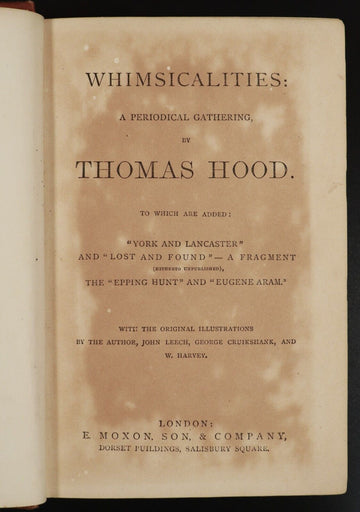 WHIMSICALITIES:
A PERIODICAL GATHERING,
BY
THOMAS HOOD.
TO WHICH ARE ADDED:
"YORK AND LANCASTER"
AND "LOST AND FOUND"— A FRAGMENT
(HITHERTO UNPUBLISHED),
THE "EPPING HUNT" AND "EUGENE ARAM."
WITH THE ORIGINAL ILLUSTRATIONS
BY THE AUTHOR, JOHN LEECH, GEORGE CRUIKSHANK, AND
W. HARVEY.
LONDON:
E. MOXON, SON, & COMPANY,
DORSET BUILDINGS, SALISBURY SQUARE.